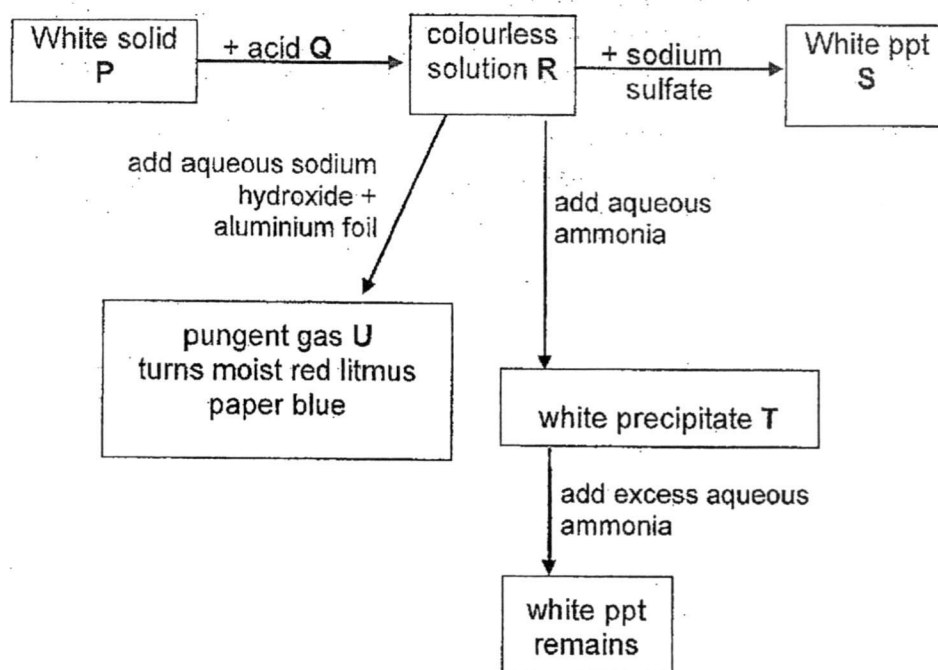 White solid
P
+ acid Q
colourless
solution R
+ sodium
sulfate
White ppt
S
add aqueous sodium
hydroxide +
aluminium foil
add aqueous
ammonia
pungent gas U
turns moist red litmus
paper blue
white precipitate T
add excess aqueous
ammonia
white ppt
remains